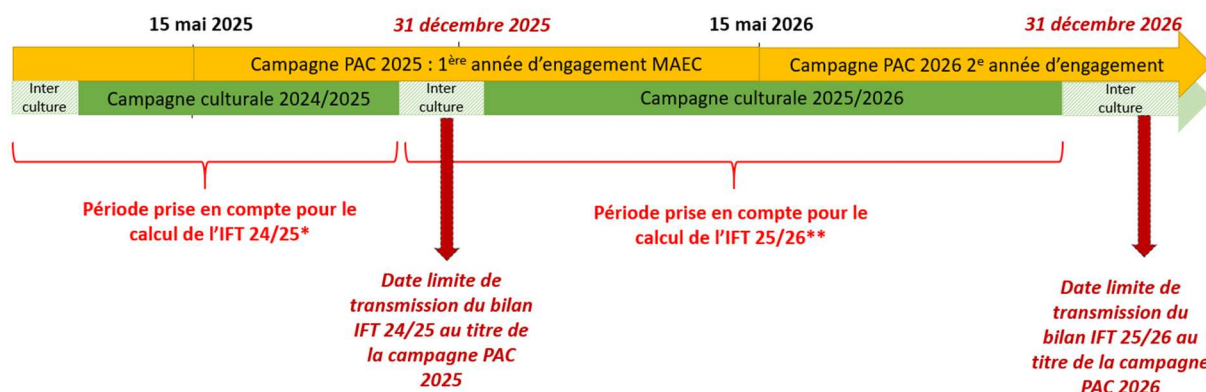 15 mai 2025
31 décembre 2025
15 mai 2026
31 décembre 2026
Campagne PAC 2025 : 1ère année d'engagement MAEC
Campagne PAC 2026 2e année d'engagement
Inter
culture
Campagne culturale 2024/2025
Inter
culture
Campagne culturale 2025/2026
Inter
culture
Période prise en compte pour le
calcul de l'IFT 24/25*
Période prise en compte pour le
calcul de l'IFT 25/26**
Date limite de
transmission du bilan
IFT 24/25 au titre de
la campagne PAC
2025
Date limite de
transmission du
bilan IFT 25/26 au
titre de la campagne
PAC 2026